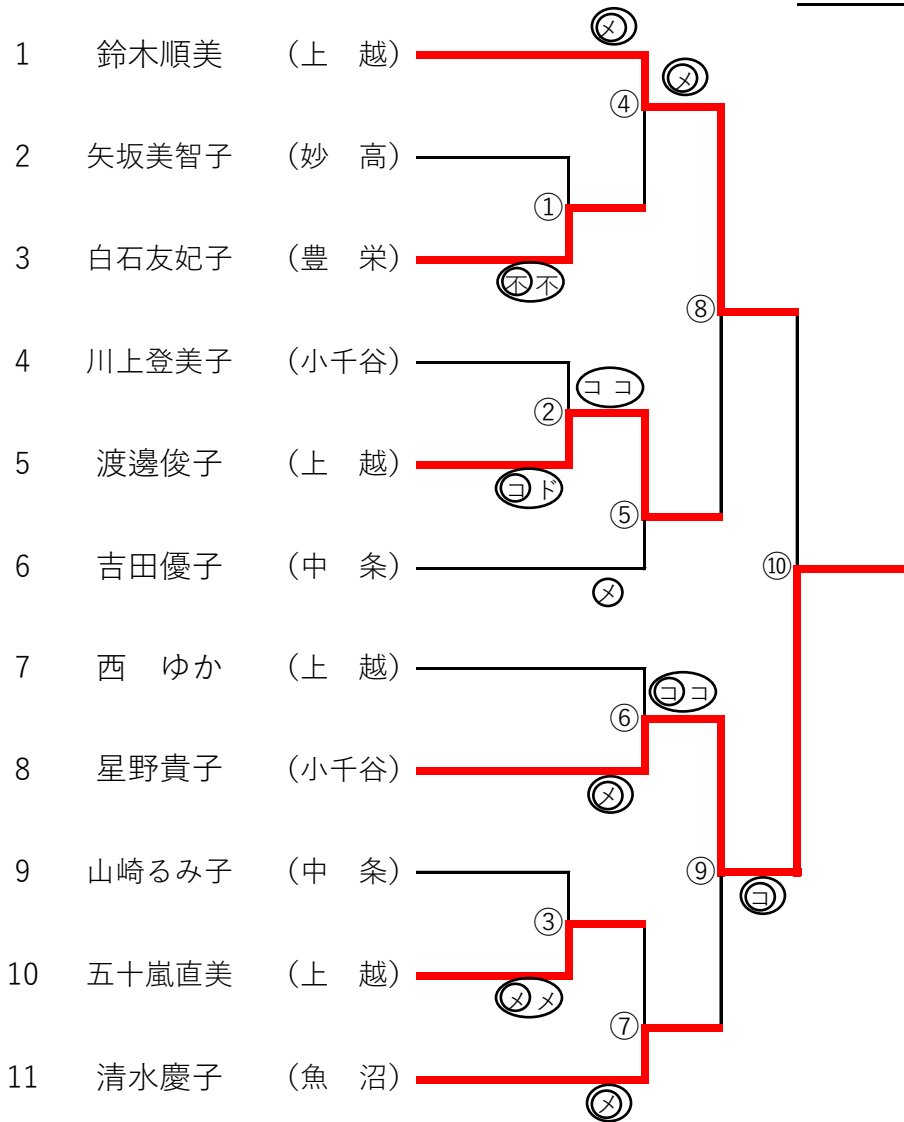 メ
1 鈴木順美 (上 越)
メ
④
2 矢坂美智子 (妙 高)
①
3 白石友妃子 (豊 栄)
不不
⑧
4 川上登美子 (小千谷)
ココ
②
5 渡邊俊子 (上 越)
コド
⑤
6 吉田優子 (中 条)
⑩
メ
7 西 ゆか (上 越)
ココ
⑥
8 星野貴子 (小千谷)
メ
9 山崎るみ子 (中 条)
⑨
コ
③
10 五十嵐直美 (上 越)
メメ
⑦
11 清水慶子 (魚 沼)
メ